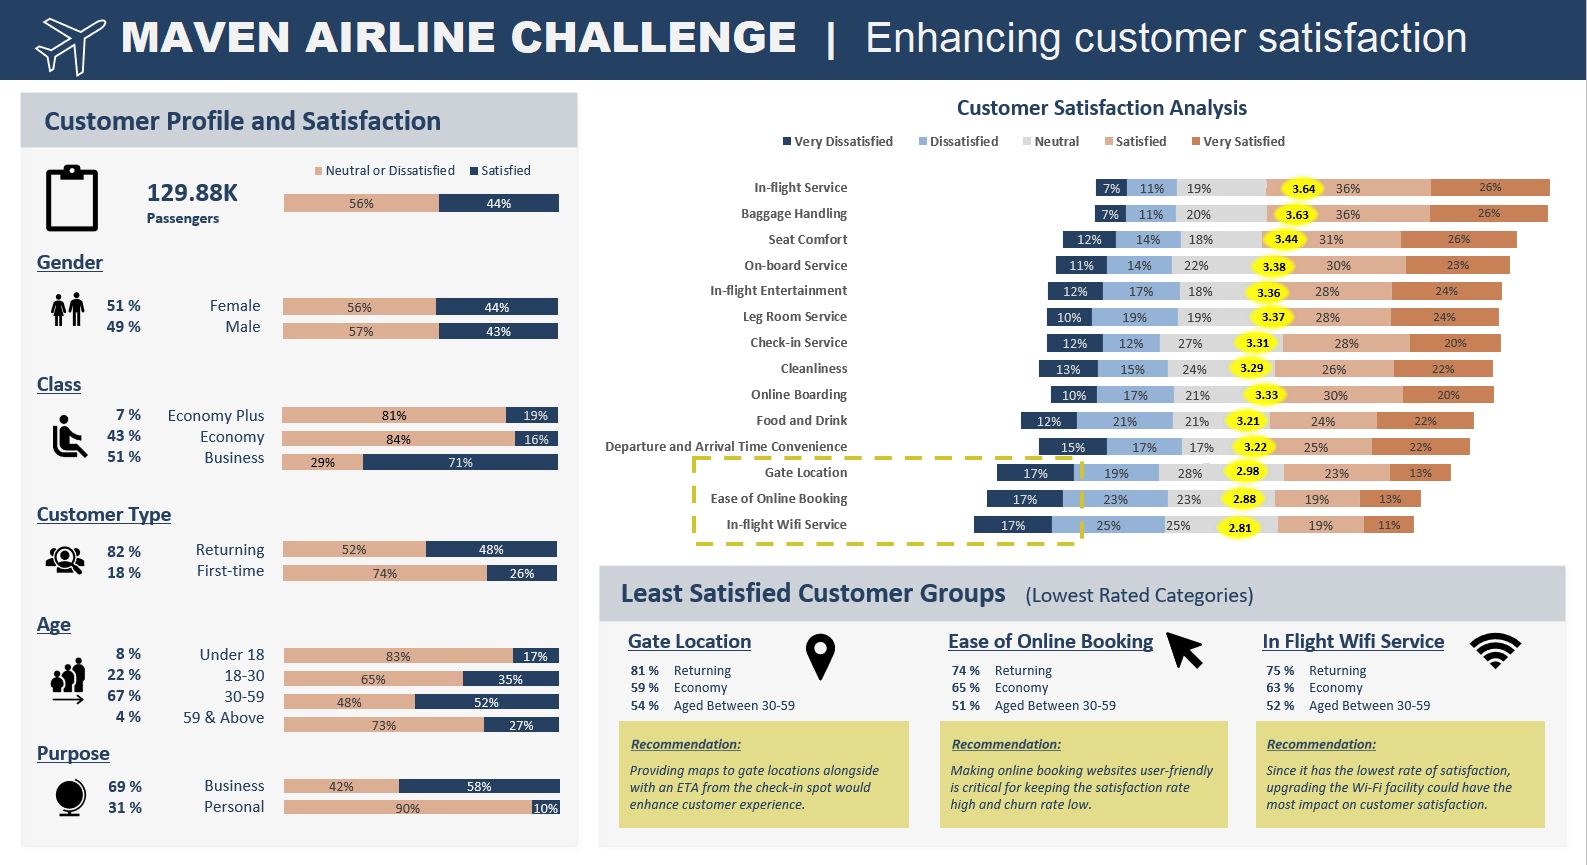 MAVEN AIRLINE CHALLENGE | Enhancing customer satisfaction
Customer Profile and Satisfaction
Neutral or Dissatisfied Satisfied
129.88K
Passengers
56% 44%
Gender
51 % Female 56% 44%
49 % Male 57% 43%
Class
7 % Economy Plus 81% 19%
43 % Economy 84% 16%
51 % Business 29% 71%
Customer Type
82 % Returning 52% 48%
18 % First-time 74% 26%
Age
8 % Under 18 83% 17%
22 % 18-30 65% 35%
67 % 30-59 48% 52%
4 % 59 & Above 73% 27%
Purpose
69 % Business 42% 58%
31 % Personal 90% 10%
Customer Satisfaction Analysis
Very Dissatisfied Dissatisfied Neutral Satisfied Very Satisfied
In-flight Service 7% 11% 19% 3.64 36% 26%
Baggage Handling 7% 11% 20% 3.63 36% 26%
Seat Comfort 12% 14% 18% 3.44 31% 26%
On-board Service 11% 14% 22% 3.38 30% 23%
In-flight Entertainment 12% 17% 18% 3.36 28% 24%
Leg Room Service 10% 19% 19% 3.37 28% 24%
Check-in Service 12% 12% 27% 3.31 28% 20%
Cleanliness 13% 15% 24% 3.29 26% 22%
Online Boarding 10% 17% 21% 3.33 30% 20%
Food and Drink 12% 21% 21% 3.21 24% 22%
Departure and Arrival Time Convenience 15% 17% 17% 3.22 25% 22%
Gate Location 17% 19% 28% 2.98 23% 13%
Ease of Online Booking 17% 23% 23% 2.88 19% 13%
In-flight Wifi Service 17% 25% 25% 2.81 19% 11%
Least Satisfied Customer Groups (Lowest Rated Categories)
Gate Location
81 % Returning
59 % Economy
54 % Aged Between 30-59
Recommendation:
Providing maps to gate locations alongside
with an ETA from the check-in spot would
enhance customer experience.
Ease of Online Booking
74 % Returning
65 % Economy
51 % Aged Between 30-59
Recommendation:
Making online booking websites user-friendly
is critical for keeping the satisfaction rate
high and churn rate low.
In Flight Wifi Service
75 % Returning
63 % Economy
52 % Aged Between 30-59
Recommendation:
Since it has the lowest rate of satisfaction,
upgrading the Wi-Fi facility could have the
most impact on customer satisfaction.